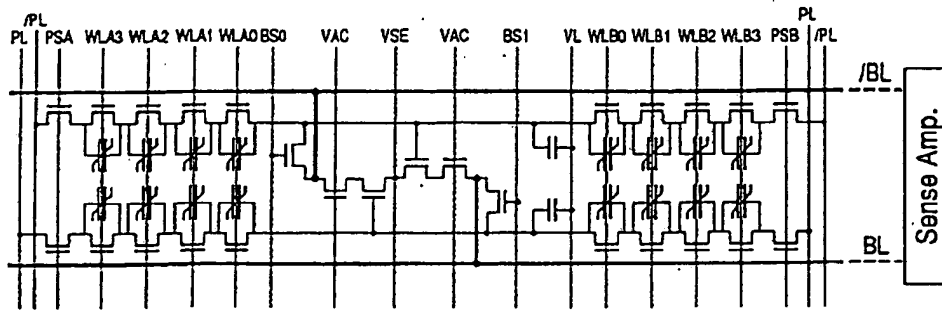 /PL
PL PSA WLA3 WLA2 WLA1 WLA0 BS0 VAC VSE VAC BS1 VL WLB0 WLB1 WLB2 WLB3 PSB /PL
PL
/BL
BL
Sense Amp.